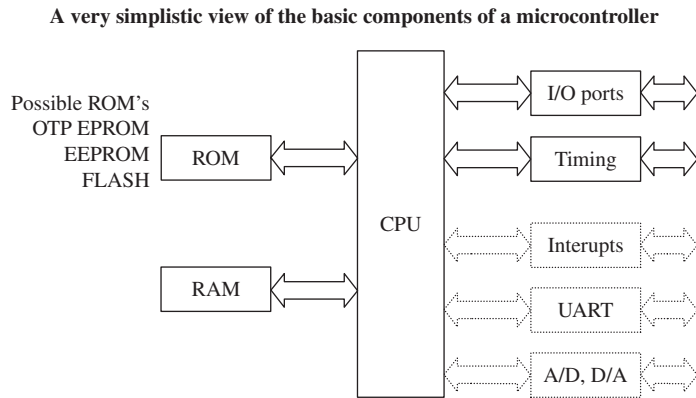 A very simplistic view of the basic components of a microcontroller
Possible ROM's
OTP EPROM
EEPROM
FLASH
ROM
RAM
CPU
I/O ports
Timing
Interupts
UART
A/D, D/A